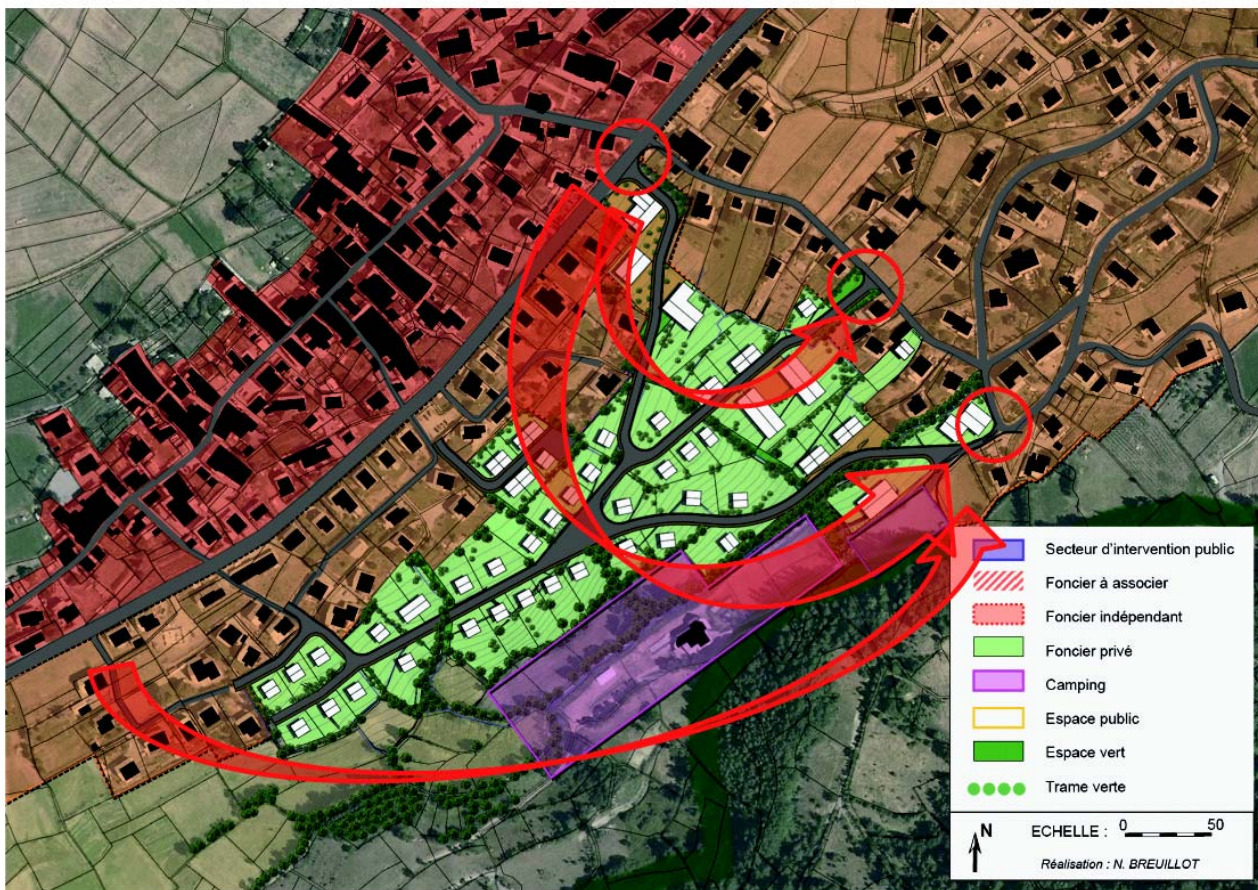 Secteur d'intervention public
Foncier à associer
Foncier indépendant
Foncier privé
Camping
Espace public
Espace vert
Trame verte
N ECHELLE : 0 50
Réalisation : N. BREUILLOT